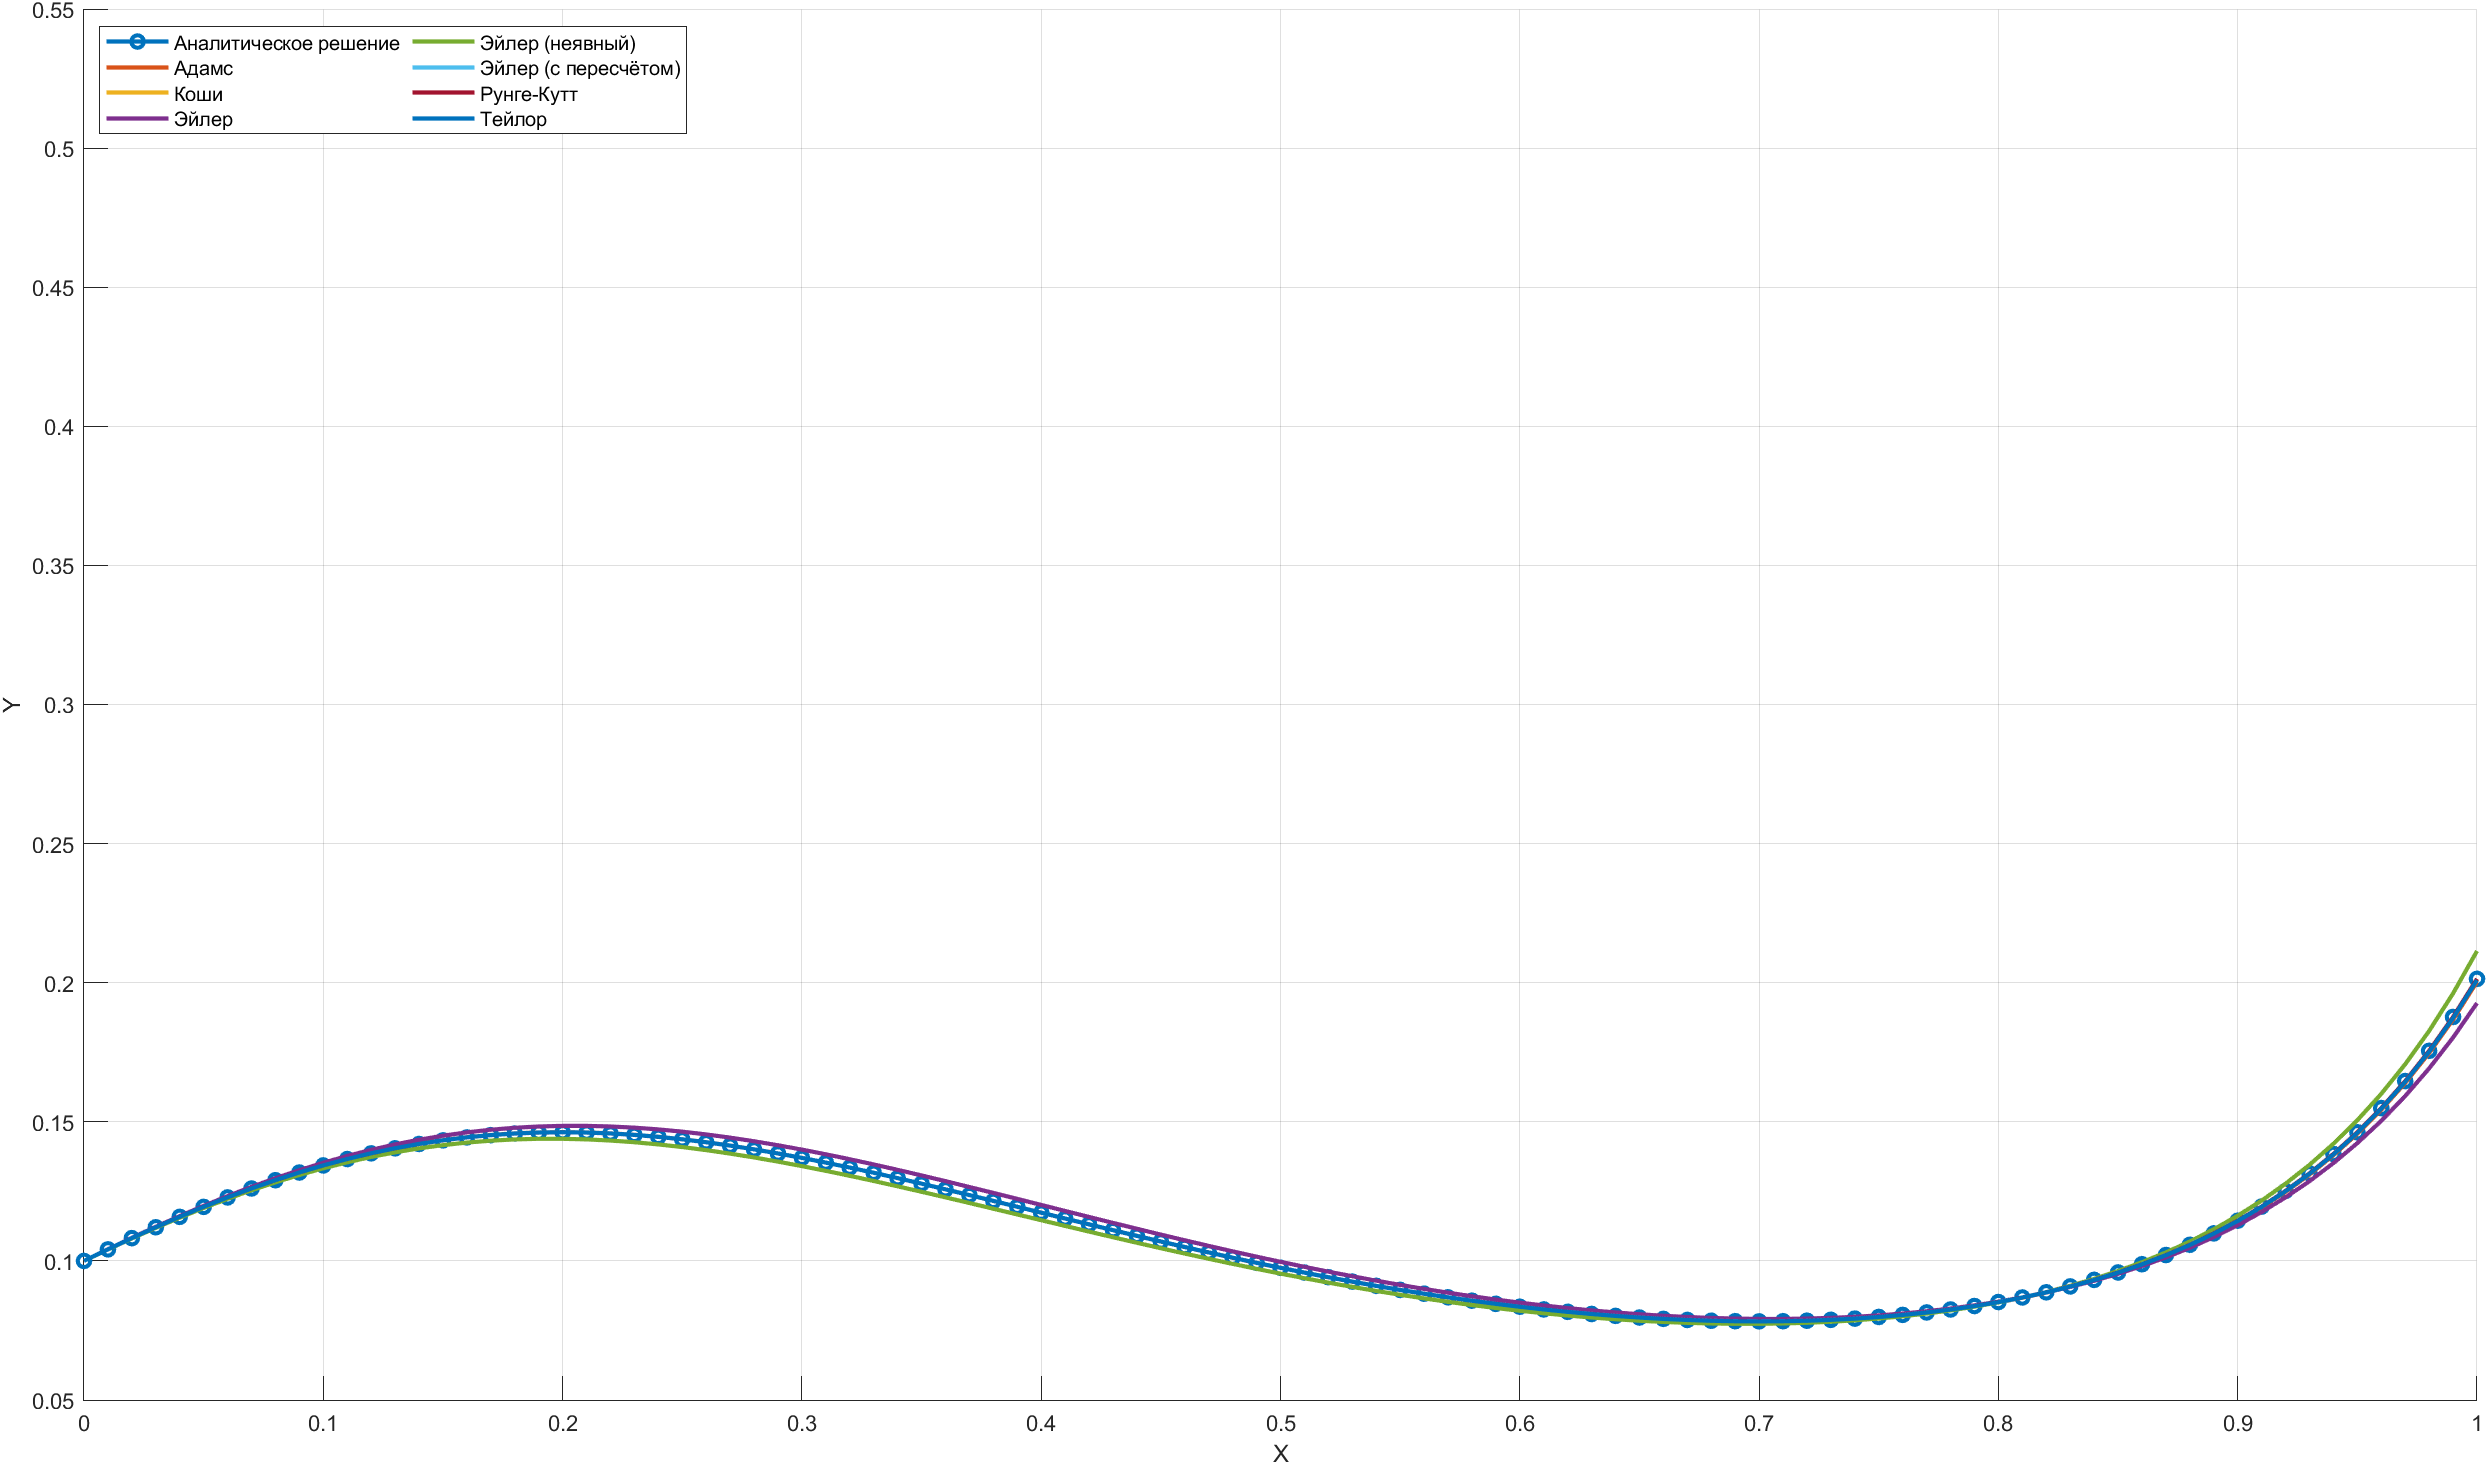 0.55
0.5
0.45
0.4
0.35
0.3
0.25
0.2
0.15
0.1
0.05
Y
Аналитическое решение
Адамс
Коши
Эйлер
Эйлер (неявный)
Эйлер (с пересчётом)
Рунге-Кутт
Тейлор
0 0.1 0.2 0.3 0.4 0.5 0.6 0.7 0.8 0.9 1
X